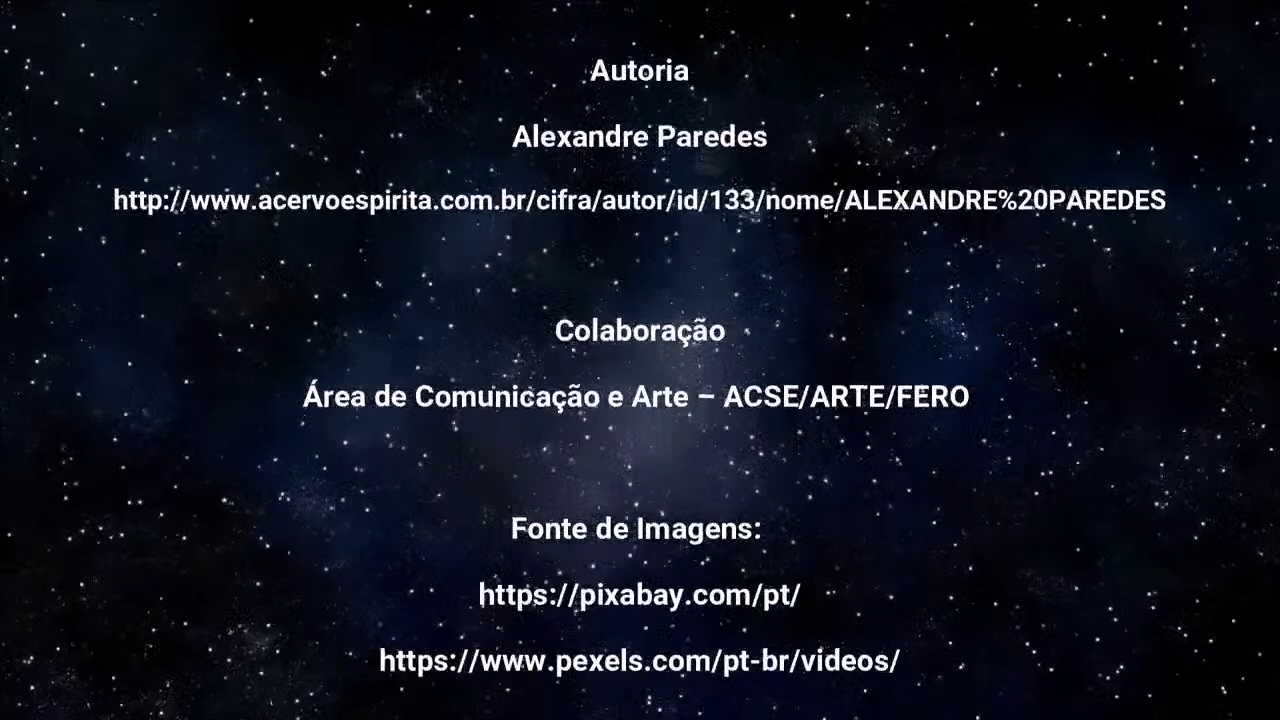 Autoria
Alexandre Paredes
http://www.acervoespirita.com.br/cifra/autor/id/133/nome/ALEXANDRE%20PAREDES
Colaboração
Área de Comunicação e Arte – ACSE/ARTE/FERO
Fonte de Imagens:
https://pixabay.com/pt/
https://www.pexels.com/pt-br/videos/